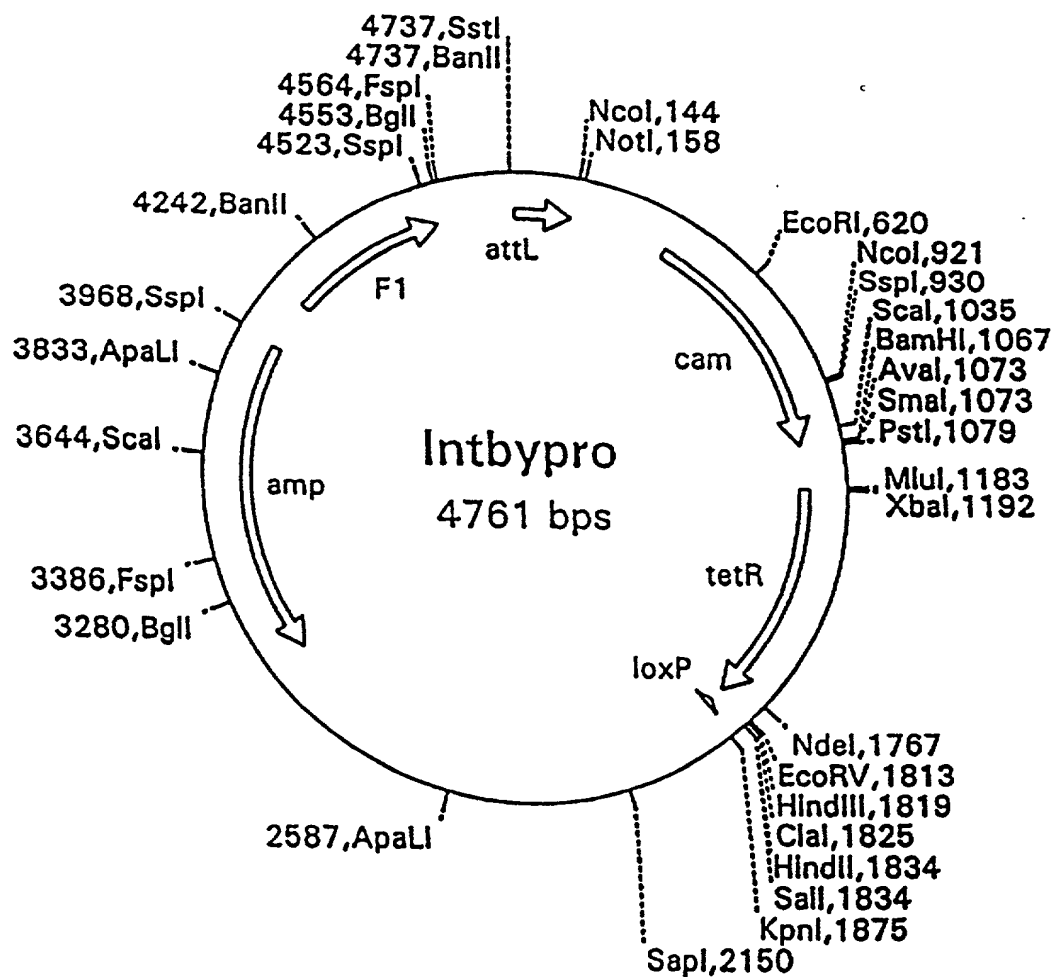 4737,SstI
4737,BanII
4564,FspI
4553,BglI
4523,SspI
4242,BanII
3968,SspI
3833,ApaLI
3644,ScaI
3386,FspI
3280,BglI
2587,ApaLI
NcoI,144
NotI,158
EcoRI,620
NcoI,921
SspI,930
ScaI,1035
BamHI,1067
AvaI,1073
SmaI,1073
PstI,1079
MluI,1183
XbaI,1192
NdeI,1767
EcoRV,1813
HindIII,1819
ClaI,1825
HindII,1834
SalI,1834
KpnI,1875
SapI,2150
attL
F1
cam
amp
tetR
loxP
Intbypro
4761 bps